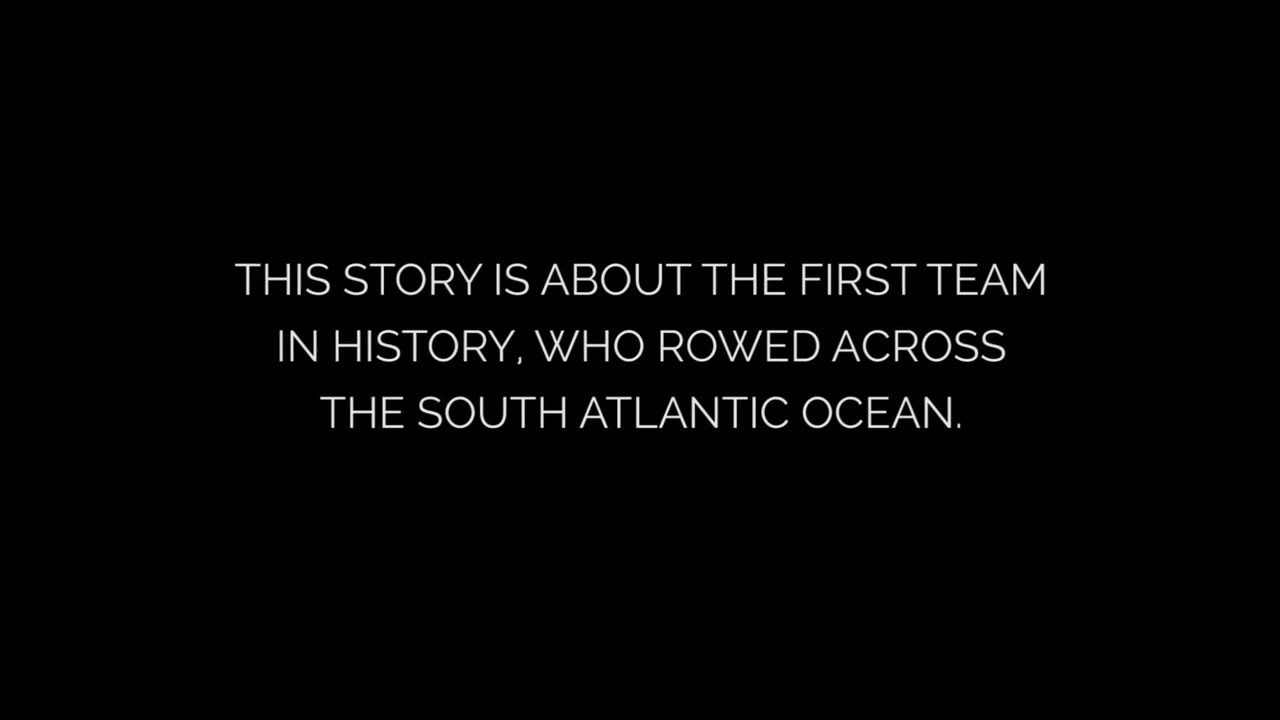 THIS STORY IS ABOUT THE FIRST TEAM
IN HISTORY, WHO ROWED ACROSS
THE SOUTH ATLANTIC OCEAN.